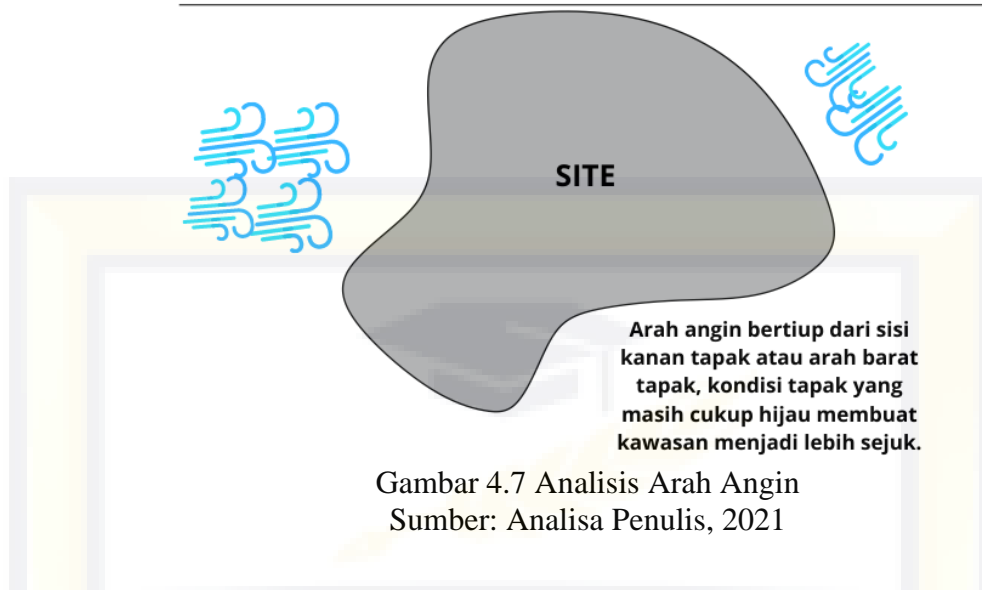 SITE
Arah angin bertiup dari sisi
kanan tapak atau arah barat
tapak, kondisi tapak yang
masih cukup hijau membuat
kawasan menjadi lebih sejuk.
Gambar 4.7 Analisis Arah Angin
Sumber: Analisa Penulis, 2021